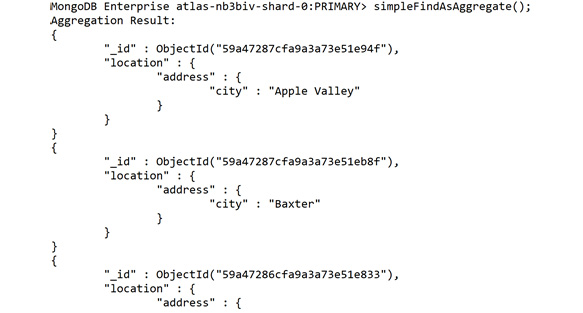 MongoDB Enterprise atlas-nb3biv-shard-0:PRIMARY> simpleFindAsAggregate();
Aggregation Result:
{
        "_id" : ObjectId("59a47287cfa9a3a73e51e94f"),
        "location" : {
                "address" : {
                        "city" : "Apple Valley"
                }
        }
}
{
        "_id" : ObjectId("59a47287cfa9a3a73e51eb8f"),
        "location" : {
                "address" : {
                        "city" : "Baxter"
                }
        }
}
{
        "_id" : ObjectId("59a47286cfa9a3a73e51e833"),
        "location" : {
                "address" : {